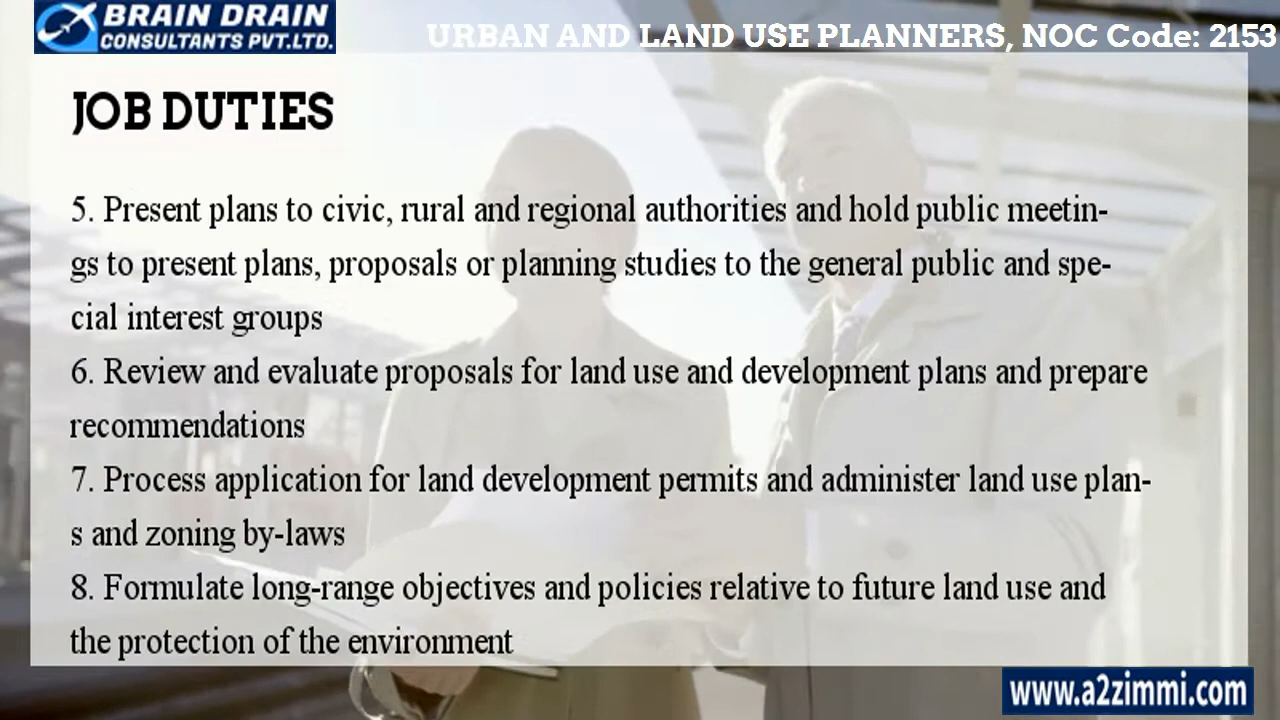 BRAIN DRAIN
CONSULTANTS PVT.LTD.
URBAN AND LAND USE PLANNERS, NOC Code: 2153
JOB DUTIES
5. Present plans to civic, rural and regional authorities and hold public meetin-
gs to present plans, proposals or planning studies to the general public and spe-
cial interest groups
6. Review and evaluate proposals for land use and development plans and prepare
recommendations
7. Process application for land development permits and administer land use plan-
s and zoning by-laws
8. Formulate long-range objectives and policies relative to future land use and
the protection of the environment
www.a2zimmi.com